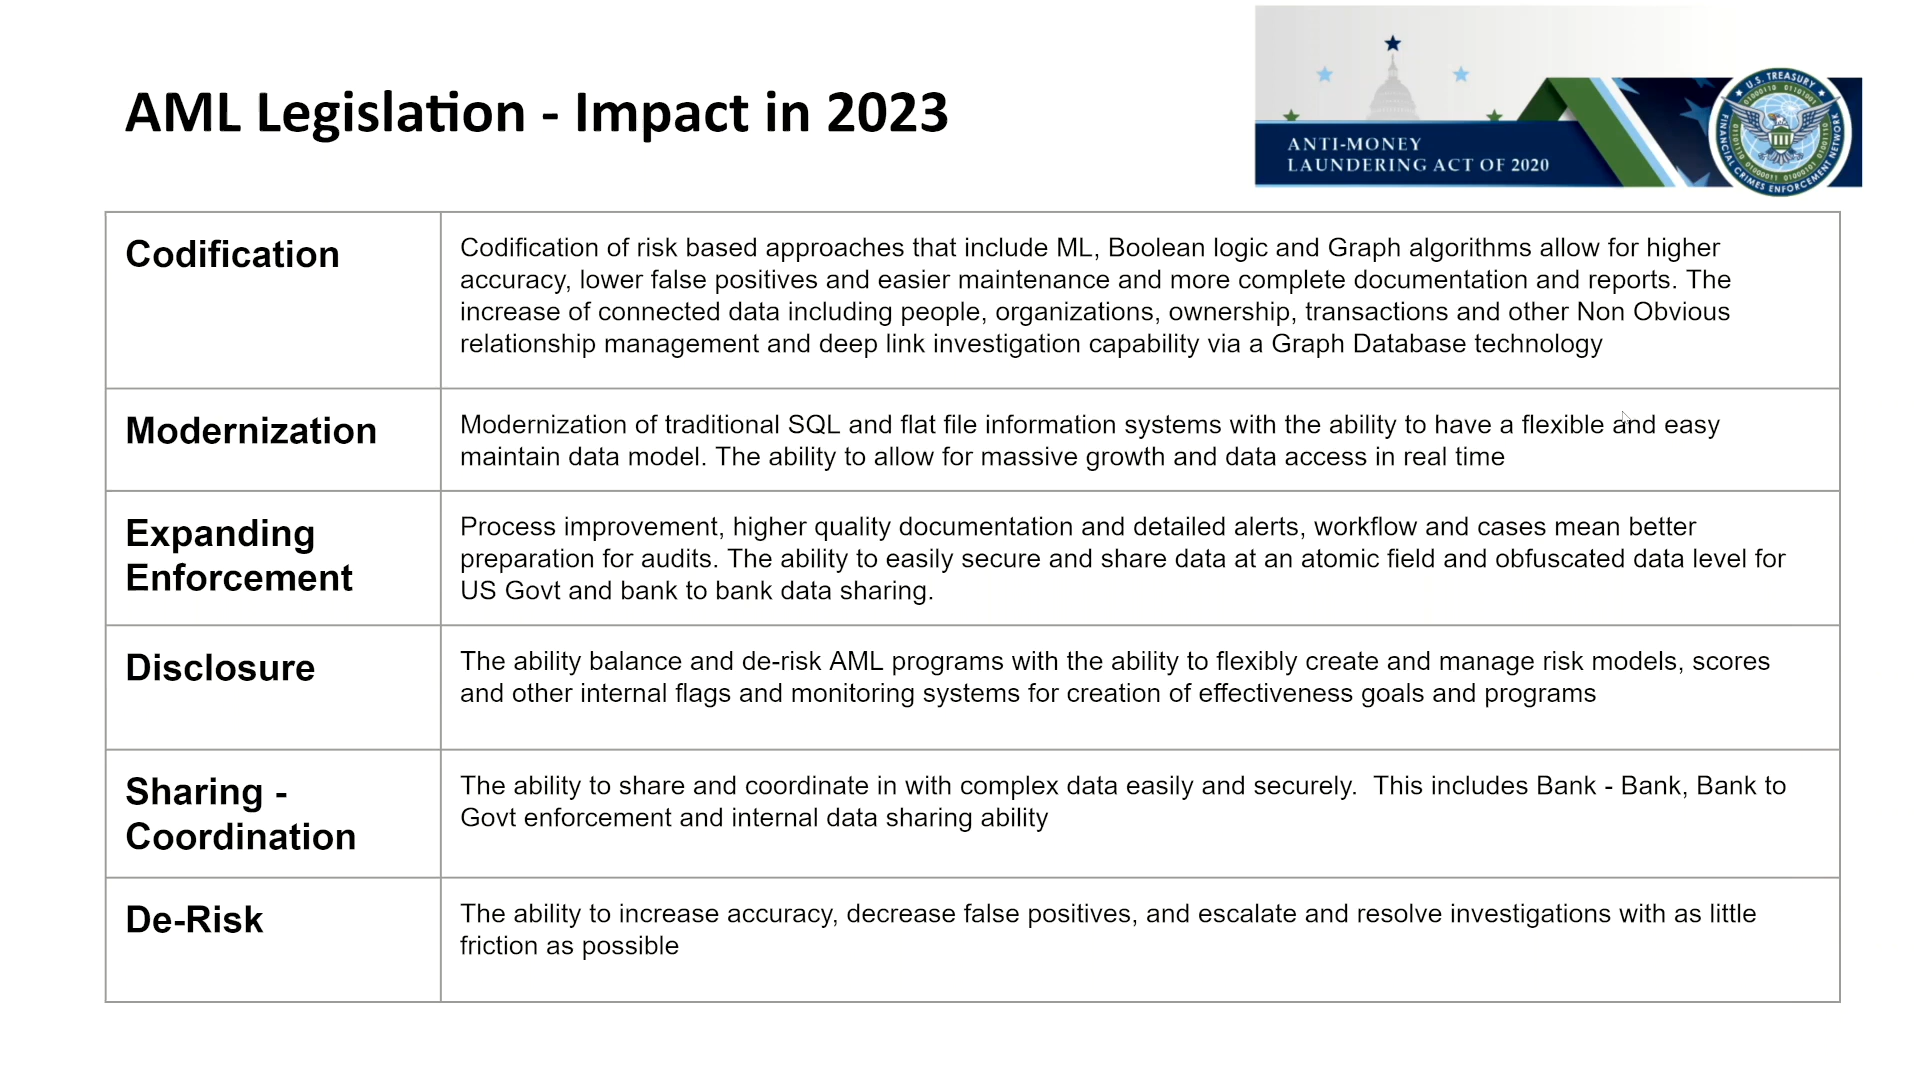 AML Legislation - Impact in 2023
ANTI-MONEY
LAUNDERING ACT OF 2020
U.S. TREASURY
FINANCIAL CRIMES ENFORCEMENT NETWORK
Codification
Codification of risk based approaches that include ML, Boolean logic and Graph algorithms allow for higher
accuracy, lower false positives and easier maintenance and more complete documentation and reports. The
increase of connected data including people, organizations, ownership, transactions and other Non Obvious
relationship management and deep link investigation capability via a Graph Database technology
Modernization
Modernization of traditional SQL and flat file information systems with the ability to have a flexible and easy
maintain data model. The ability to allow for massive growth and data access in real time
Expanding
Enforcement
Process improvement, higher quality documentation and detailed alerts, workflow and cases mean better
preparation for audits. The ability to easily secure and share data at an atomic field and obfuscated data level for
US Govt and bank to bank data sharing.
Disclosure
The ability balance and de-risk AML programs with the ability to flexibly create and manage risk models, scores
and other internal flags and monitoring systems for creation of effectiveness goals and programs
Sharing -
Coordination
The ability to share and coordinate in with complex data easily and securely.  This includes Bank - Bank, Bank to
Govt enforcement and internal data sharing ability
De-Risk
The ability to increase accuracy, decrease false positives, and escalate and resolve investigations with as little
friction as possible